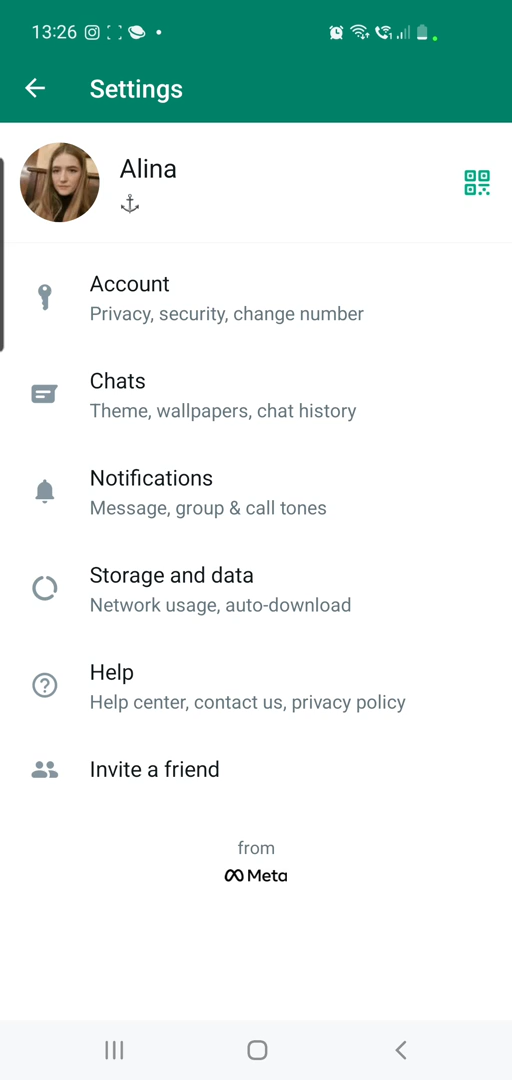 13:26
Settings
Alina
Account
Privacy, security, change number
Chats
Theme, wallpapers, chat history
Notifications
Message, group & call tones
Storage and data
Network usage, auto-download
Help
Help center, contact us, privacy policy
Invite a friend
from
Meta